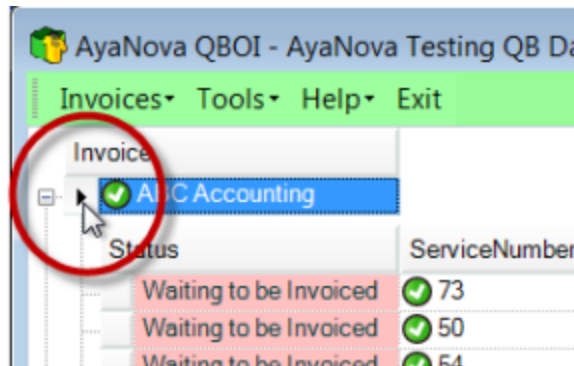 AyaNova QBOI - AyaNova Testing QB Da
Invoices Tools Help Exit
Invoice
ABC Accounting
Status ServiceNumber
Waiting to be Invoiced 73
Waiting to be Invoiced 50
Waiting to be Invoiced 54